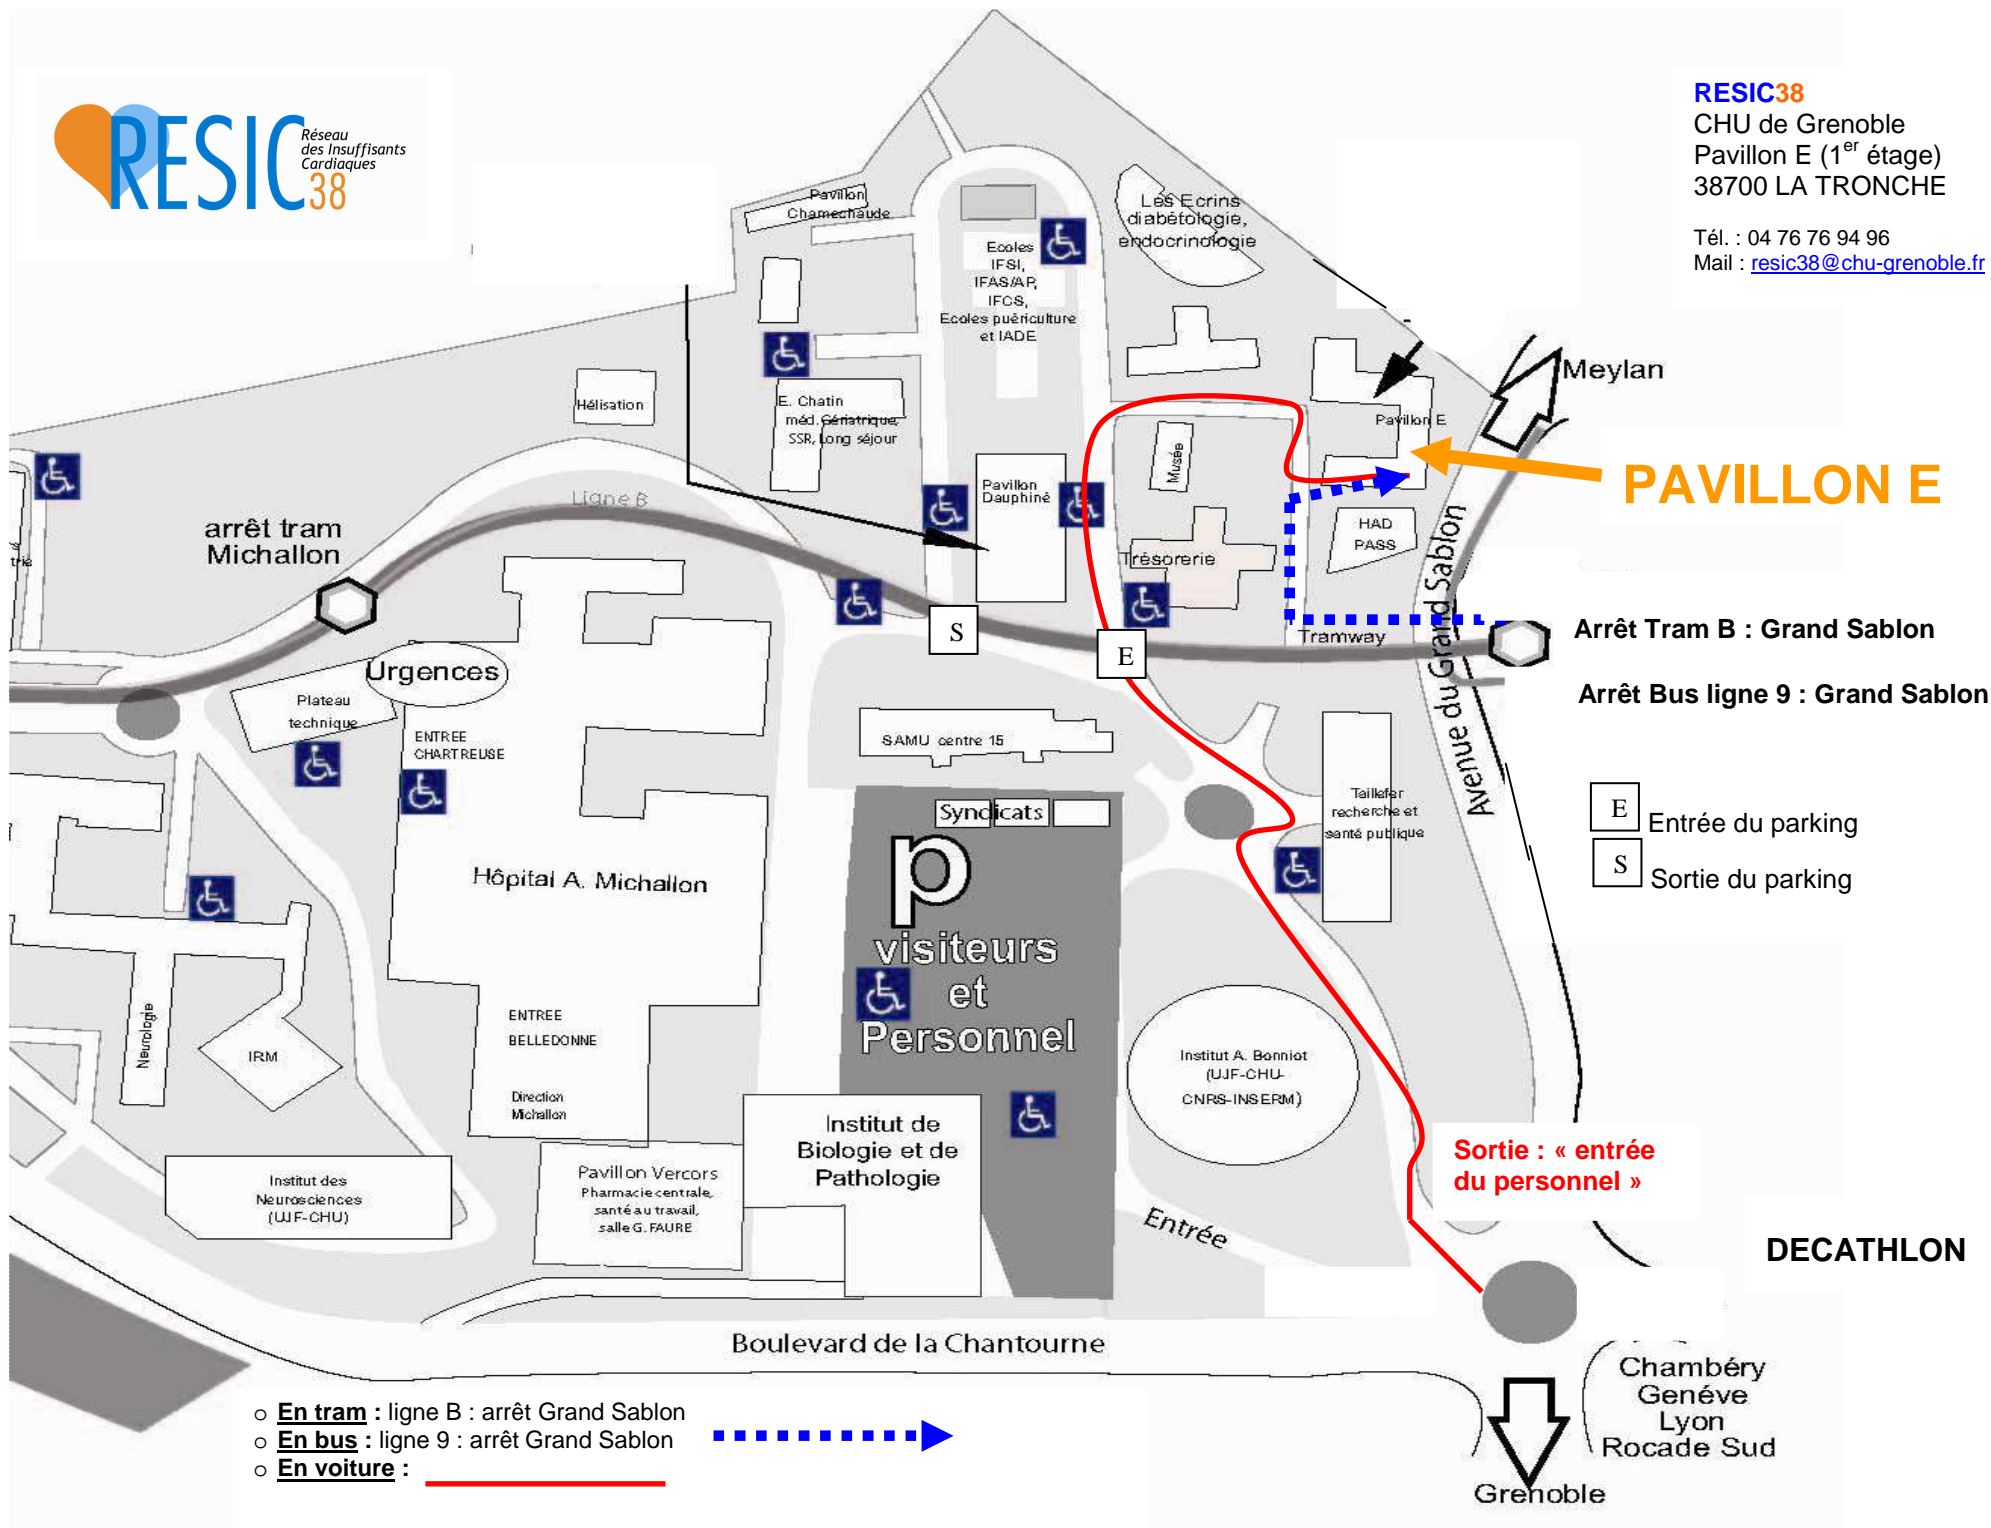 RESIC
Réseau
des Insuffisants
Cardiaques
38
RESIC38
CHU de Grenoble
Pavillon E (1er étage)
38700 LA TRONCHE
Tél. : 04 76 76 94 96
Mail : resic38@chu-grenoble.fr
Pavillon
Chamechaude
Les Ecrins
diabétologie,
endocrinologie
Ecoles
IFSI,
IFAS/AP,
IFCS,
Ecoles puériculture
et IADE
Meylan
Hélisation
E. Chatin
méd. Gériatrique,
SSR, Long séjour
Pavillon E
Musée
PAVILLON E
Ligne B
Pavillon
Dauphiné
arrêt tram
Michallon
HAD
PASS
Trésorerie
Avenue du Grand Sablon
S
E
Tramway
Arrêt Tram B : Grand Sablon
Arrêt Bus ligne 9 : Grand Sablon
Urgences
Plateau
technique
ENTREE
CHARTREUSE
SAMU centre 15
Syndicats
Taillefer
recherche et
santé publique
E
Entrée du parking
S
Sortie du parking
Hôpital A. Michallon
p
visiteurs
et
Personnel
Neurologie
IRM
ENTREE
BELLEDONNE
Direction
Michallon
Institut A. Bonniot
(UJF-CHU-
CNRS-INSERM)
Institut de
Biologie et de
Pathologie
Sortie : « entrée
du personnel »
Institut des
Neurosciences
(UJF-CHU)
Pavillon Vercors
Pharmacie centrale,
santé au travail,
salle G. FAURE
Entrée
DECATHLON
Boulevard de la Chantourne
Chambéry
Genéve
Lyon
Rocade Sud
Grenoble
o En tram : ligne B : arrêt Grand Sablon
o En bus : ligne 9 : arrêt Grand Sablon
o En voiture :